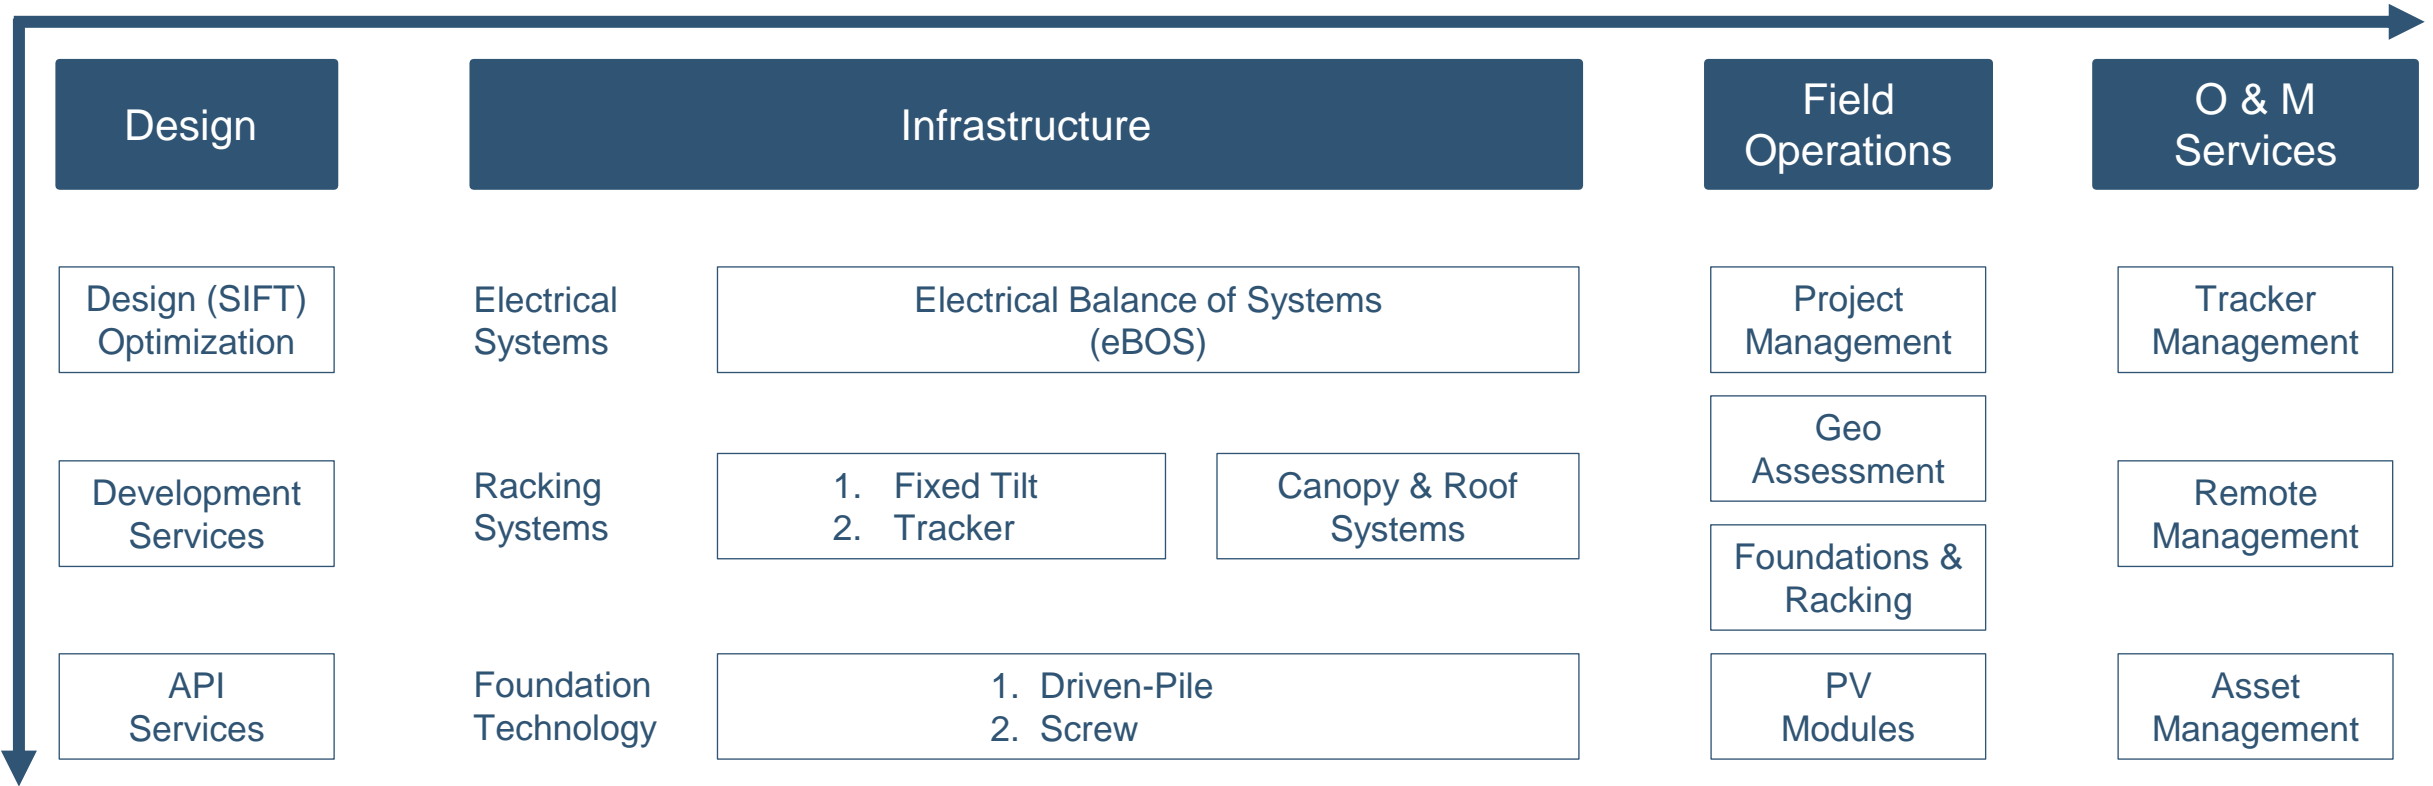 Design
Infrastructure
Field
Operations
O & M
Services
Design (SIFT)
Optimization
Development
Services
API
Services
Electrical
Systems
Electrical Balance of Systems
(eBOS)
Racking
Systems
1. Fixed Tilt
2. Tracker
Canopy & Roof
Systems
Foundation
Technology
1. Driven-Pile
2. Screw
Project
Management
Geo
Assessment
Foundations &
Racking
PV
Modules
Tracker
Management
Remote
Management
Asset
Management